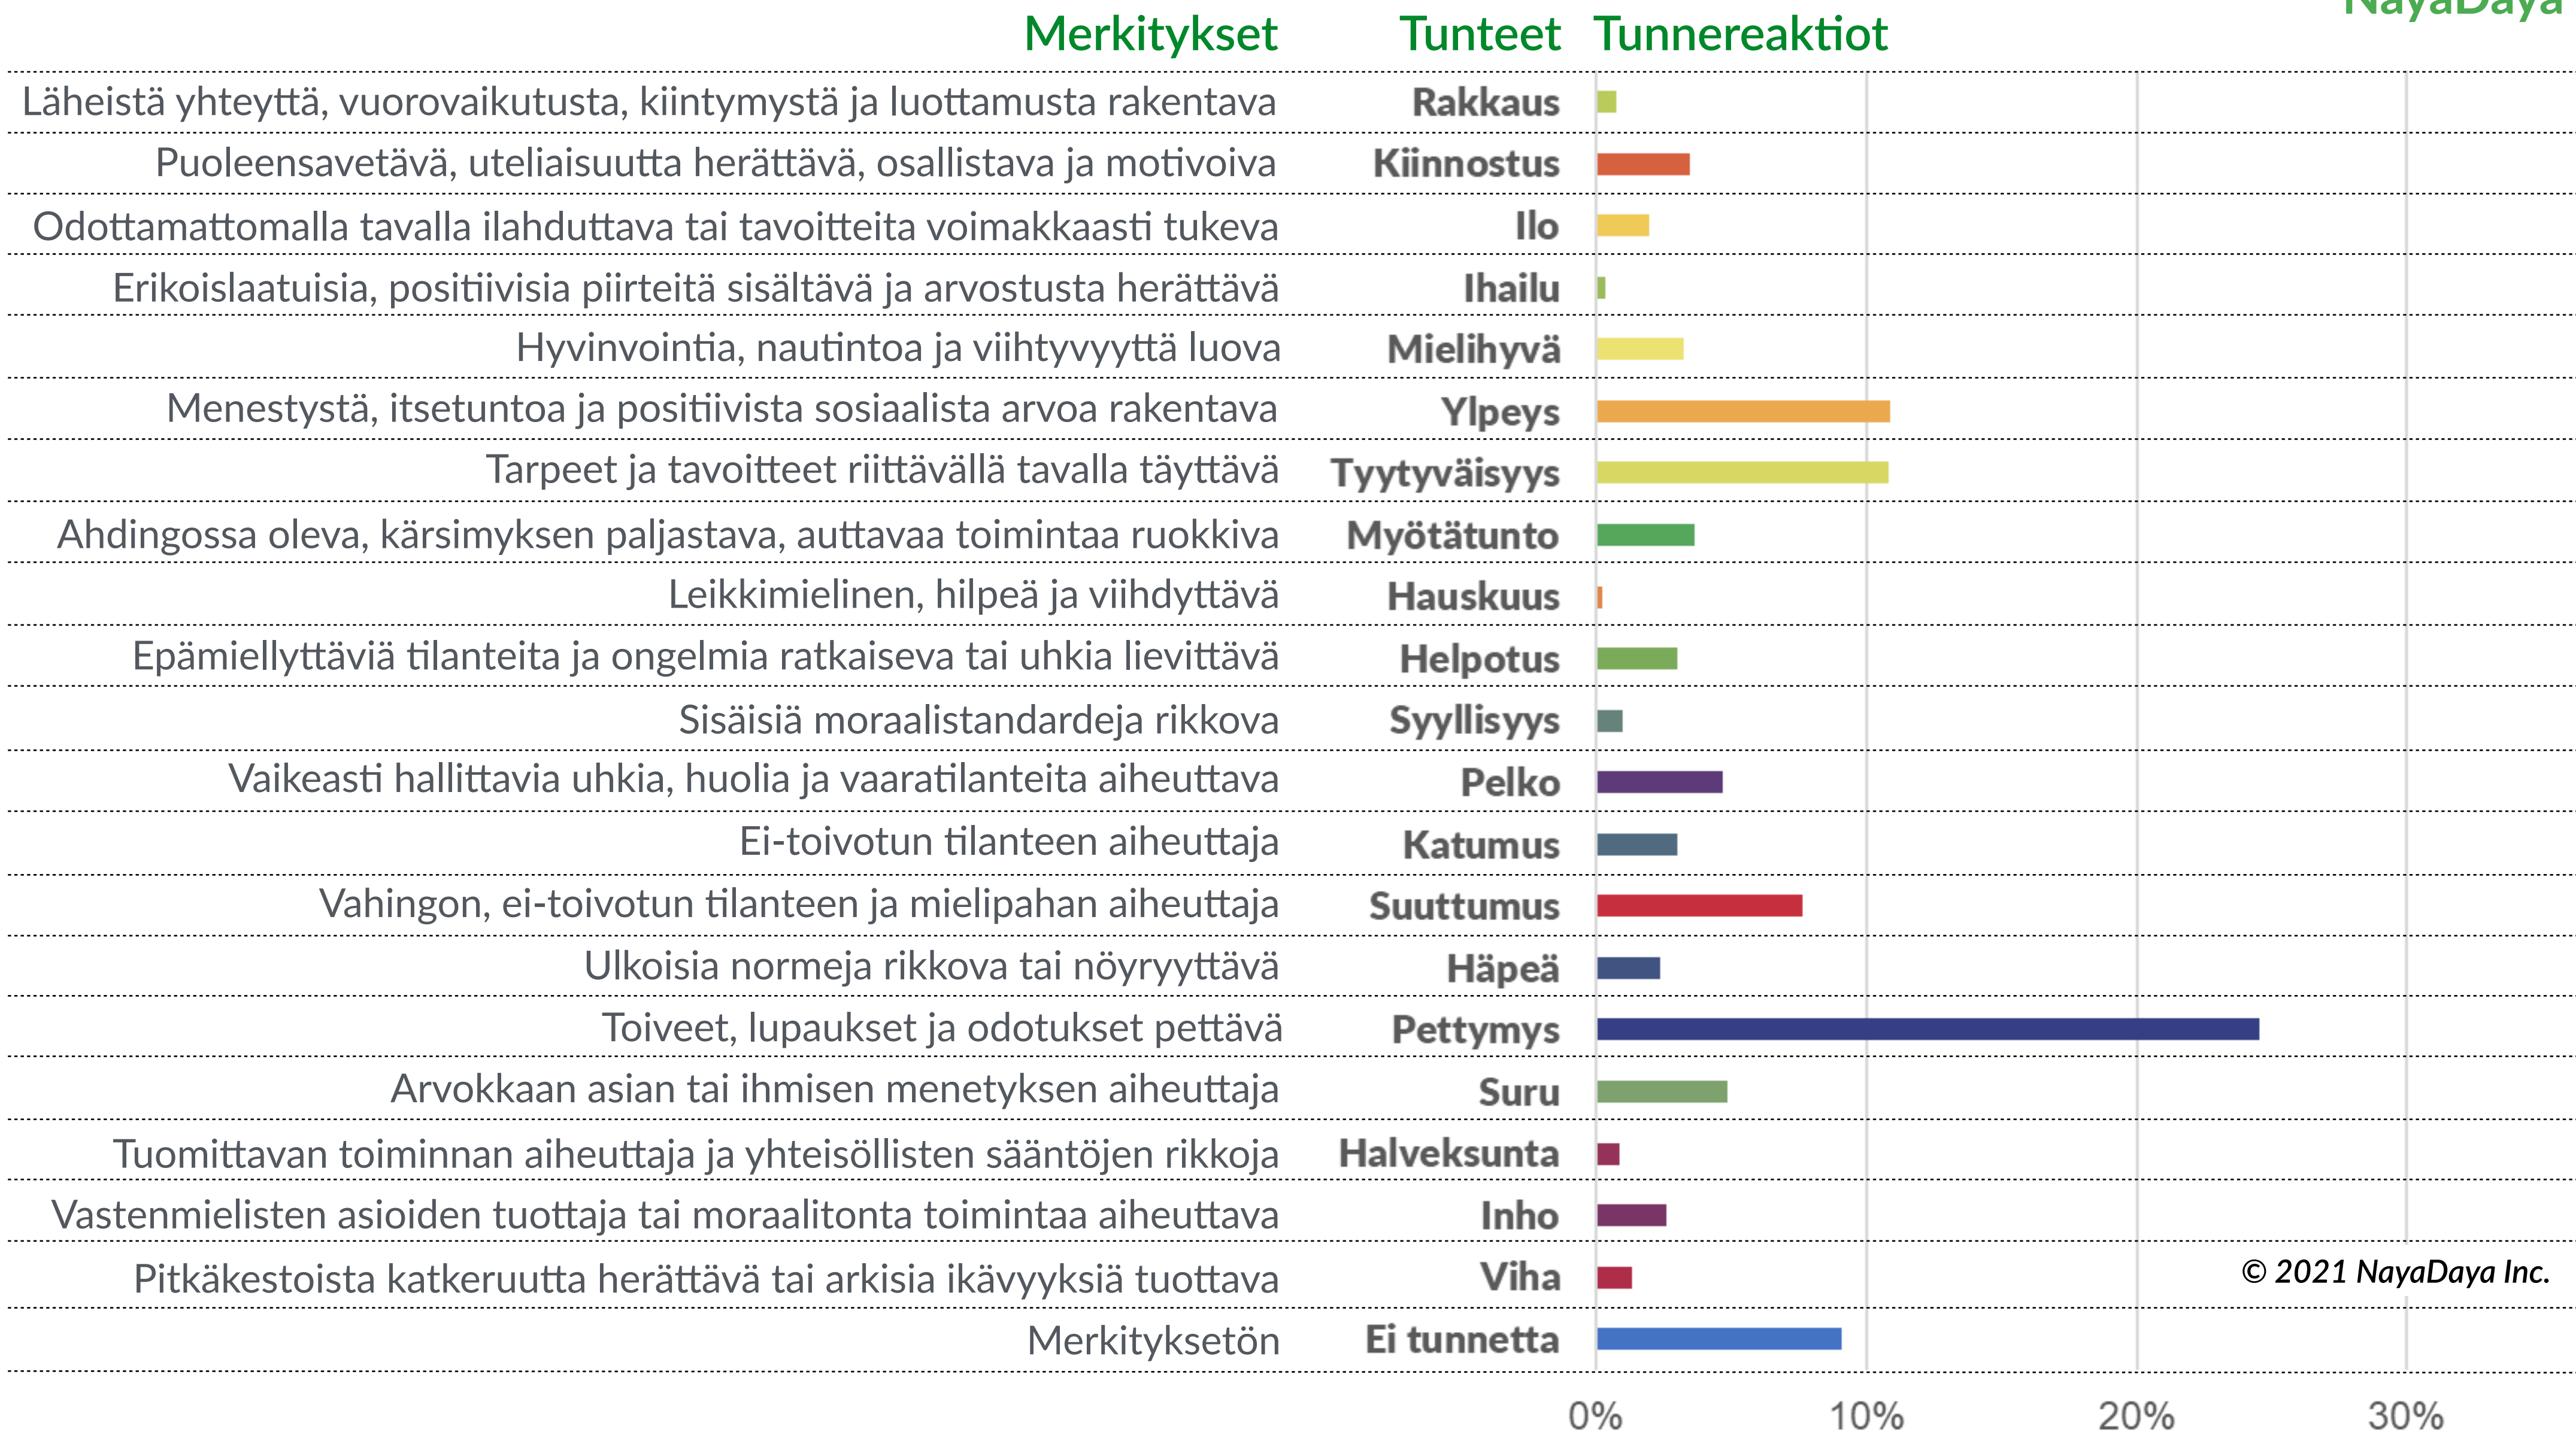 NayaDaya
Merkitykset Tunteet Tunnereaktiot
Läheistä yhteyttä, vuorovaikutusta, kiintymystä ja luottamusta rakentava Rakkaus
Puoleensavetävä, uteliaisuutta herättävä, osallistava ja motivoiva Kiinnostus
Odottamattomalla tavalla ilahduttava tai tavoitteita voimakkaasti tukeva Ilo
Erikoislaatuisia, positiivisia piirteitä sisältävä ja arvostusta herättävä Ihailu
Hyvinvointia, nautintoa ja viihtyvyyttä luova Mielihyvä
Menestystä, itsetuntoa ja positiivista sosiaalista arvoa rakentava Ylpeys
Tarpeet ja tavoitteet riittävällä tavalla täyttävä Tyytyväisyys
Ahdingossa oleva, kärsimyksen paljastava, auttavaa toimintaa ruokkiva Myötätunto
Leikkimielinen, hilpeä ja viihdyttävä Hauskuus
Epämiellyttäviä tilanteita ja ongelmia ratkaiseva tai uhkia lievittävä Helpotus
Sisäisiä moraalistandardeja rikkova Syyllisyys
Vaikeasti hallittavia uhkia, huolia ja vaaratilanteita aiheuttava Pelko
Ei-toivotun tilanteen aiheuttaja Katumus
Vahingon, ei-toivotun tilanteen ja mielipahan aiheuttaja Suuttumus
Ulkoisia normeja rikkova tai nöyryyttävä Häpeä
Toiveet, lupaukset ja odotukset pettävä Pettymys
Arvokkaan asian tai ihmisen menetyksen aiheuttaja Suru
Tuomittavan toiminnan aiheuttaja ja yhteisöllisten sääntöjen rikkoja Halveksunta
Vastenmielisten asioiden tuottaja tai moraalitonta toimintaa aiheuttava Inho
Pitkäkestoista katkeruutta herättävä tai arkisia ikävyyksiä tuottava Viha
© 2021 NayaDaya Inc.
Merkityksetön Ei tunnetta
0% 10% 20% 30%